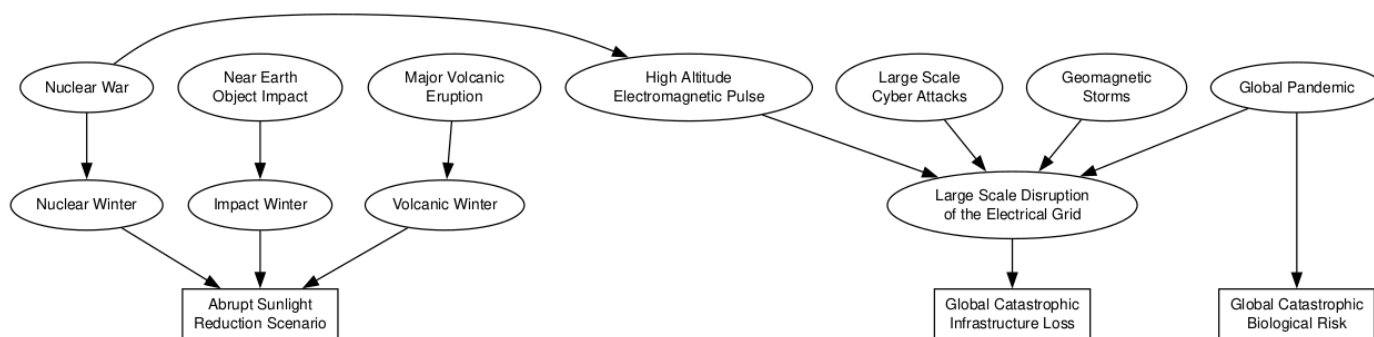 Nuclear War
Near Earth
Object Impact
Major Volcanic
Eruption
High Altitude
Electromagnetic Pulse
Large Scale
Cyber Attacks
Geomagnetic
Storms
Global Pandemic
Nuclear Winter
Impact Winter
Volcanic Winter
Large Scale Disruption
of the Electrical Grid
Abrupt Sunlight
Reduction Scenario
Global Catastrophic
Infrastructure Loss
Global Catastrophic
Biological Risk